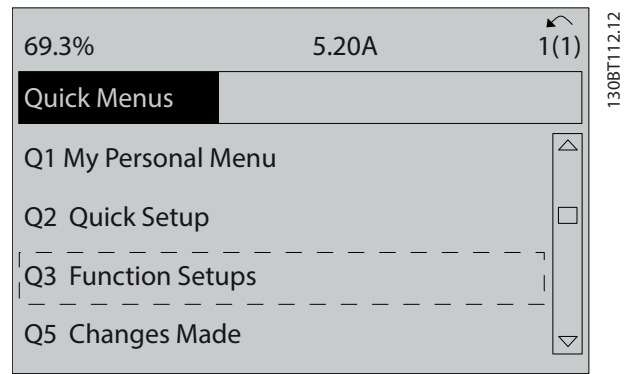 69.3% 5.20A 1(1)
Quick Menus
Q1 My Personal Menu
Q2 Quick Setup
Q3 Function Setups
Q5 Changes Made
130BT112.12